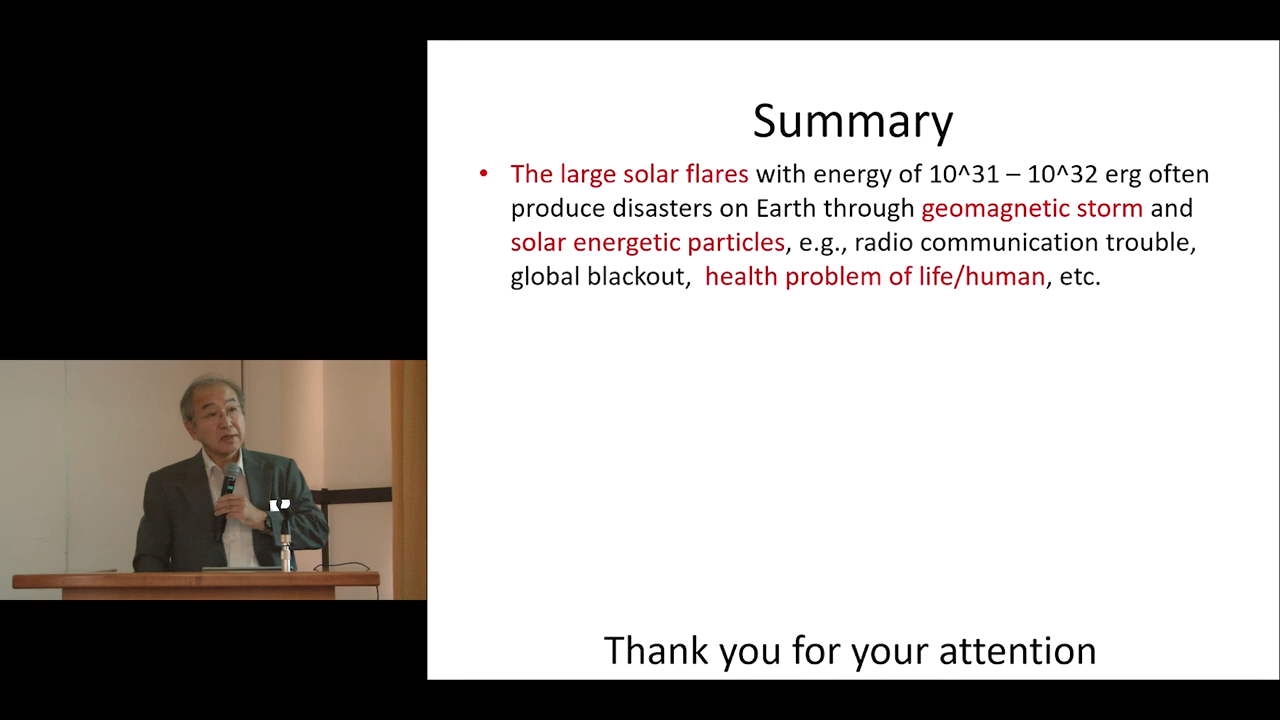 Summary
• The large solar flares with energy of 10^31 – 10^32 erg often
produce disasters on Earth through geomagnetic storm and
solar energetic particles, e.g., radio communication trouble,
global blackout,  health problem of life/human, etc.
Thank you for your attention